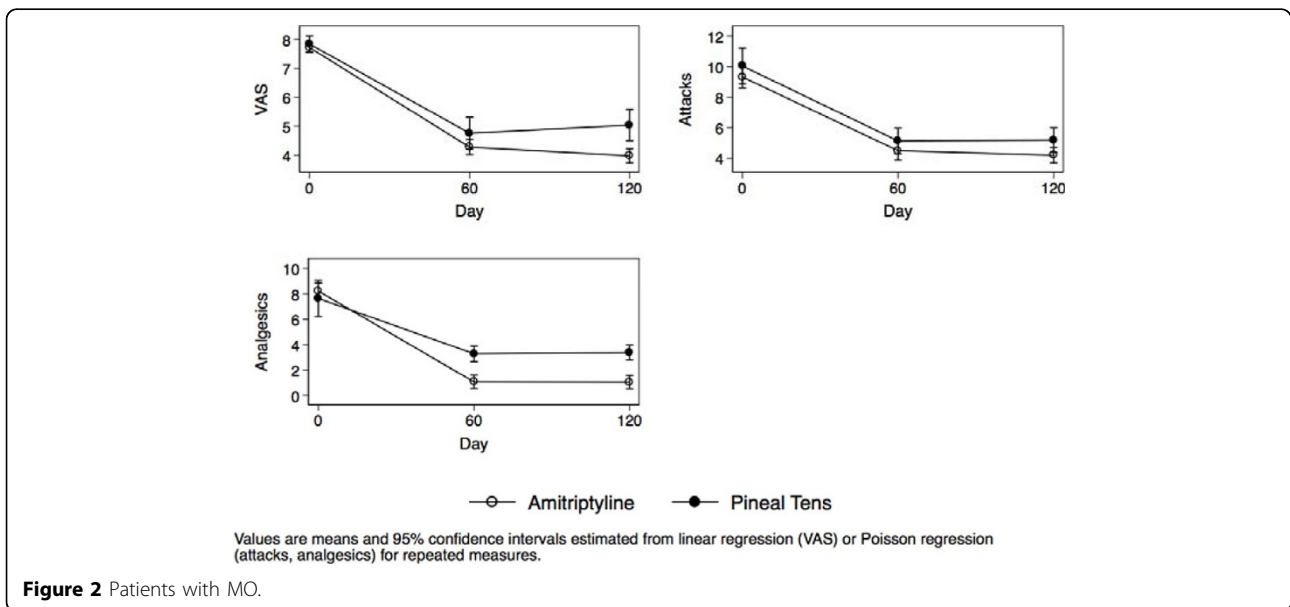 8
7
6
5
4
VAS
0
60
120
Day
12
10
8
6
4
Attacks
0
60
120
Day
10
8
6
4
2
0
Analgesics
0
60
120
Day
Amitriptyline
Pineal Tens
Values are means and 95% confidence intervals estimated from linear regression (VAS) or Poisson regression
(attacks, analgesics) for repeated measures.
Figure 2 Patients with MO.